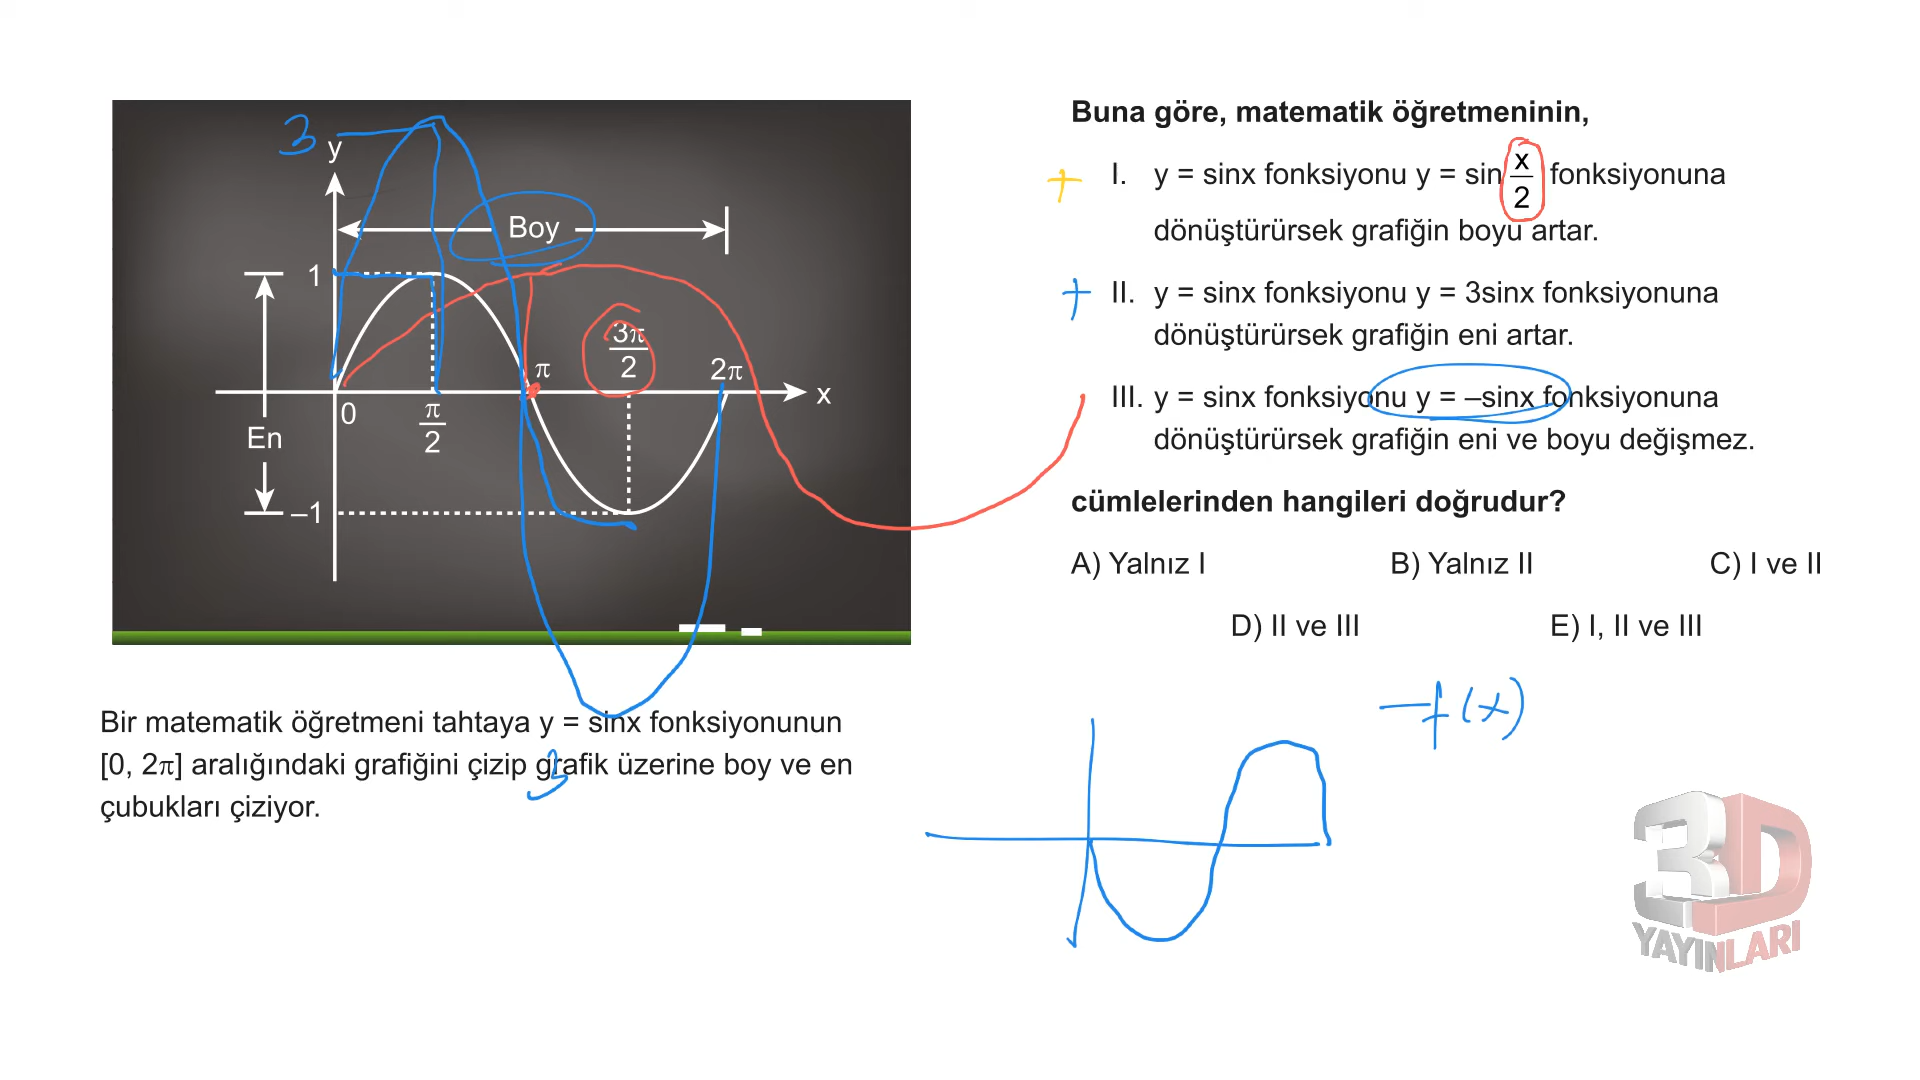 3
y
Boy
1
3π/2
π
2π
x
0
π/2
En
–1
Bir matematik öğretmeni tahtaya y = sinx fonksiyonunun
[0, 2π] aralığındaki grafiğini çizip grafik üzerine boy ve en
3
çubukları çiziyor.
Buna göre, matematik öğretmeninin,
+ I. y = sinx fonksiyonu y = sin x/2 fonksiyonuna
dönüştürürsek grafiğin boyu artar.
+ II. y = sinx fonksiyonu y = 3sinx fonksiyonuna
dönüştürürsek grafiğin eni artar.
III. y = sinx fonksiyonu y = –sinx fonksiyonuna
dönüştürürsek grafiğin eni ve boyu değişmez.
cümlelerinden hangileri doğrudur?
A) Yalnız I B) Yalnız II C) I ve II
D) II ve III E) I, II ve III
–f(x)
3D
YAYINLARI